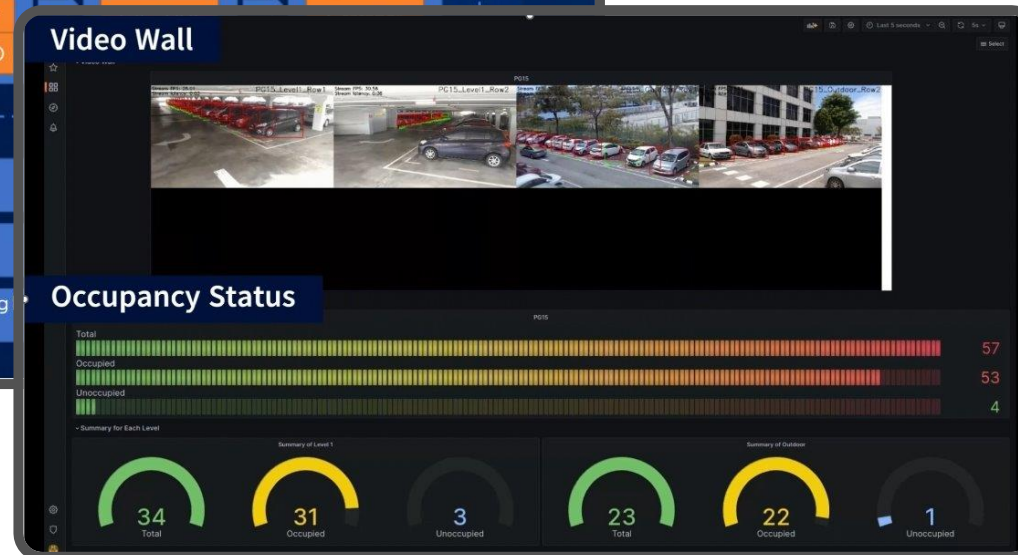 Video Wall
Last 5 seconds
5s
Select
PG15
PG15_Level1_Row1
PG15_Level1_Row2
PG15_Outdoor_Row2
g
Occupancy Status
PG15
Total
57
Occupied
53
Unoccupied
4
Summary for Each Level
Summary of Level 1
Summary of Outdoor
34
31
3
23
22
1
Total
Occupied
Unoccupied
Total
Occupied
Unoccupied